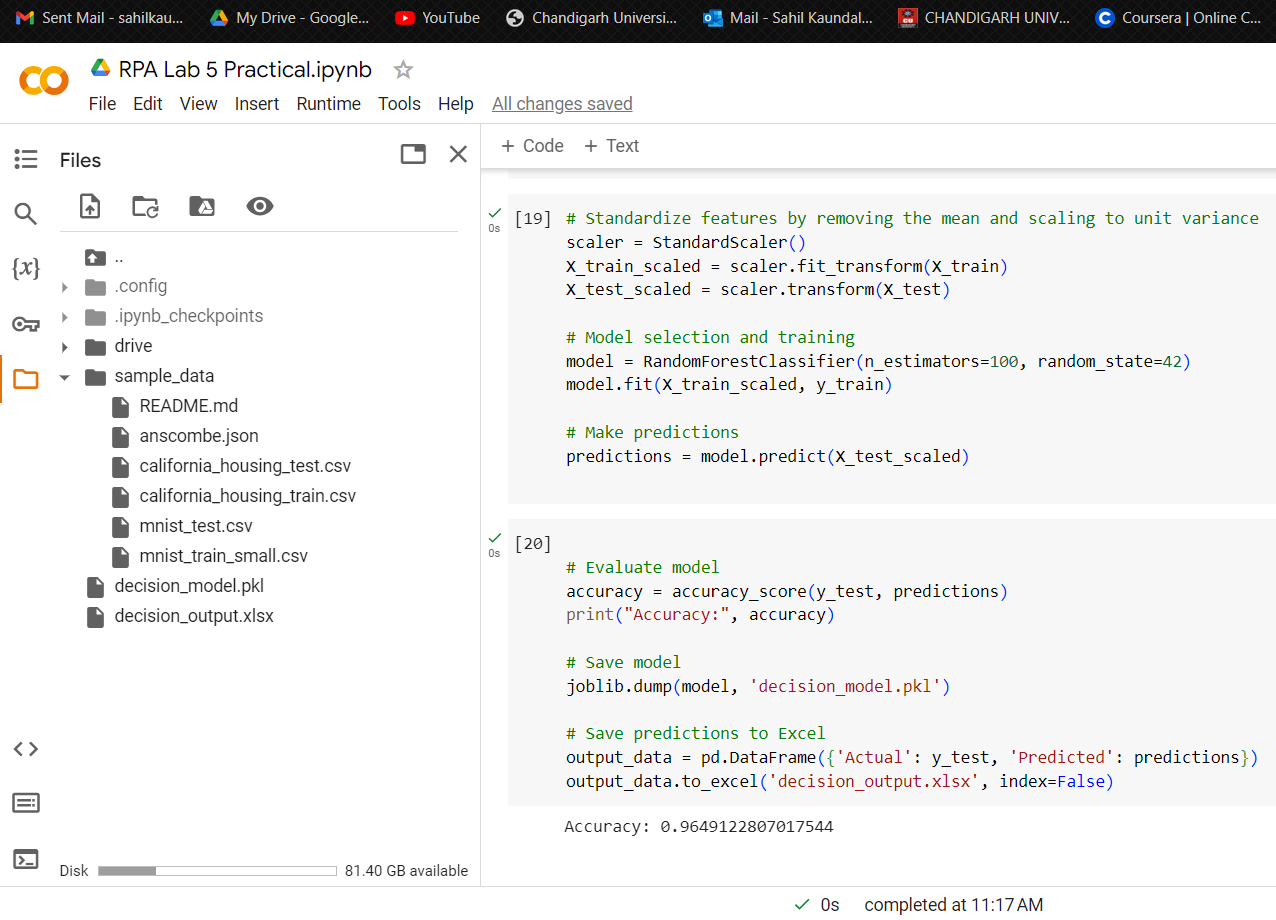 Sent Mail - sahilkau... My Drive - Google... YouTube Chandigarh Universi... Mail - Sahil Kaundal... CHANDIGARH UNIV... Coursera | Online C...
RPA Lab 5 Practical.ipynb
File Edit View Insert Runtime Tools Help All changes saved
Files
..
.config
.ipynb_checkpoints
drive
sample_data
README.md
anscombe.json
california_housing_test.csv
california_housing_train.csv
mnist_test.csv
mnist_train_small.csv
decision_model.pkl
decision_output.xlsx
Disk 81.40 GB available
+ Code + Text
0s
[19] # Standardize features by removing the mean and scaling to unit variance
scaler = StandardScaler()
X_train_scaled = scaler.fit_transform(X_train)
X_test_scaled = scaler.transform(X_test)
# Model selection and training
model = RandomForestClassifier(n_estimators=100, random_state=42)
model.fit(X_train_scaled, y_train)
# Make predictions
predictions = model.predict(X_test_scaled)
0s
[20]
# Evaluate model
accuracy = accuracy_score(y_test, predictions)
print("Accuracy:", accuracy)
# Save model
joblib.dump(model, 'decision_model.pkl')
# Save predictions to Excel
output_data = pd.DataFrame({'Actual': y_test, 'Predicted': predictions})
output_data.to_excel('decision_output.xlsx', index=False)
Accuracy: 0.9649122807017544
0s completed at 11:17 AM